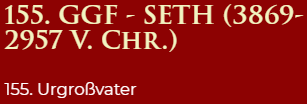 155. GGF - SETH (3869-
2957 V. CHR.)
155. Urgroßvater